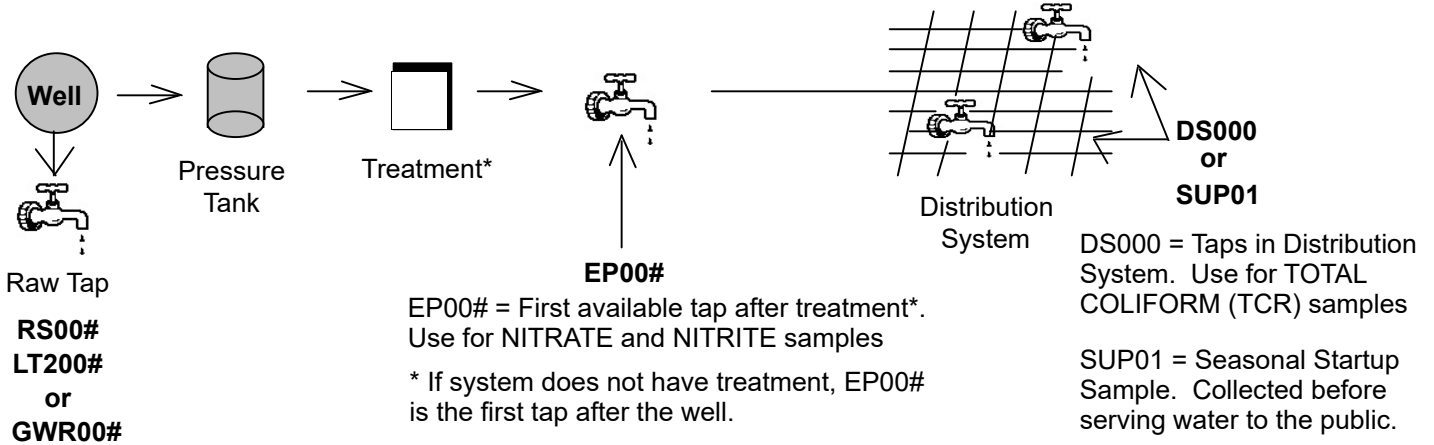 Well
Raw Tap
RS00#
LT200#
or
GWR00#
Pressure
Tank
Treatment*
EP00#
EP00# = First available tap after treatment*.
Use for NITRATE and NITRITE samples
* If system does not have treatment, EP00#
is the first tap after the well.
Distribution
System
DS000
or
SUP01
DS000 = Taps in Distribution
System. Use for TOTAL
COLIFORM (TCR) samples
SUP01 = Seasonal Startup
Sample. Collected before
serving water to the public.